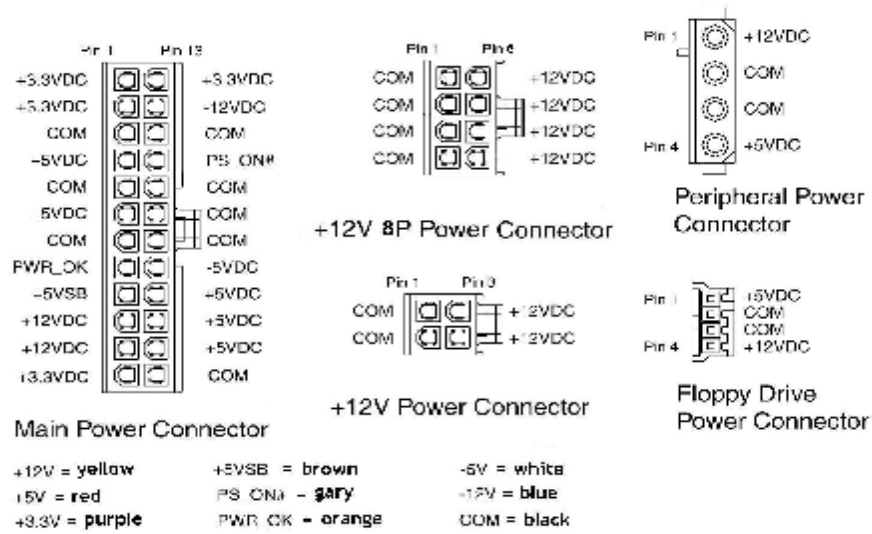 Pin 1 Pin 13
+3.3VDC +3.3VDC
+3.3VDC -12VDC
COM COM
+5VDC PS_ON#
COM COM
+5VDC COM
COM COM
PWR_OK -5VDC
+5VSB +5VDC
+12VDC +5VDC
+12VDC +5VDC
+3.3VDC COM
Main Power Connector
Pin 1
COM +12VDC
COM +12VDC
COM +12VDC
COM +12VDC
+12V 8P Power Connector
Pin 1 Pin 3
COM +12VDC
COM +12VDC
+12V Power Connector
Pin 1 +12VDC
COM
COM
Pin 4 +5VDC
Peripheral Power
Connector
Pin 1 +5VDC
COM
COM
Pin 4 +12VDC
Floppy Drive
Power Connector
+12V = yellow +5VSB = brown -5V = white
+5V = red PS_ON# = gary -12V = blue
+3.3V = purple PWR_OK = orange COM = black